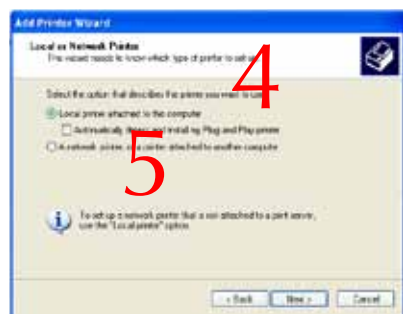 Add Printer Wizard
Local or Network Printer
The wizard needs to know which type of printer to set up.
4
Select the option that describes the printer you want to use:
Local printer attached to this computer
Automatically detect and install my Plug and Play printer
A network printer, or a printer attached to another computer
5
To set up a network printer that is not attached to a print server,
use the "Local printer" option.
< Back
Next >
Cancel